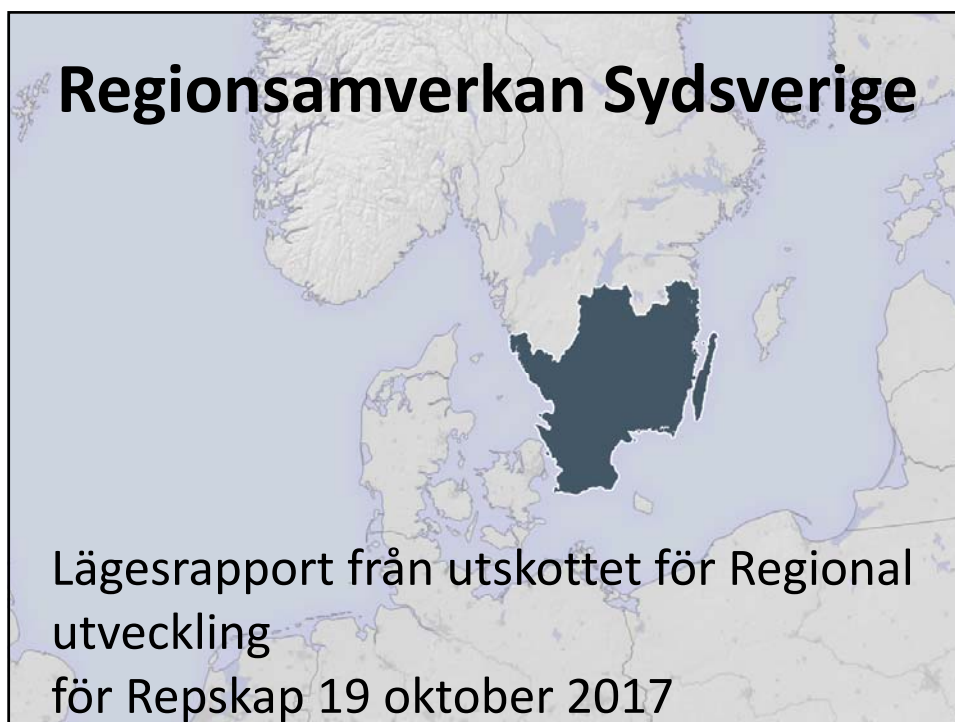 Regionsamverkan Sydsverige
Lägesrapport från utskottet för Regional
utveckling
för Repskap 19 oktober 2017